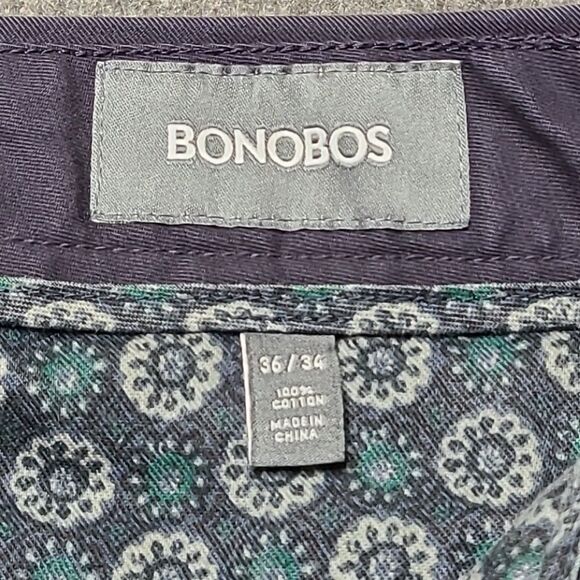 BONOBOS
36/34
100%
COTTON
MADE IN
CHINA